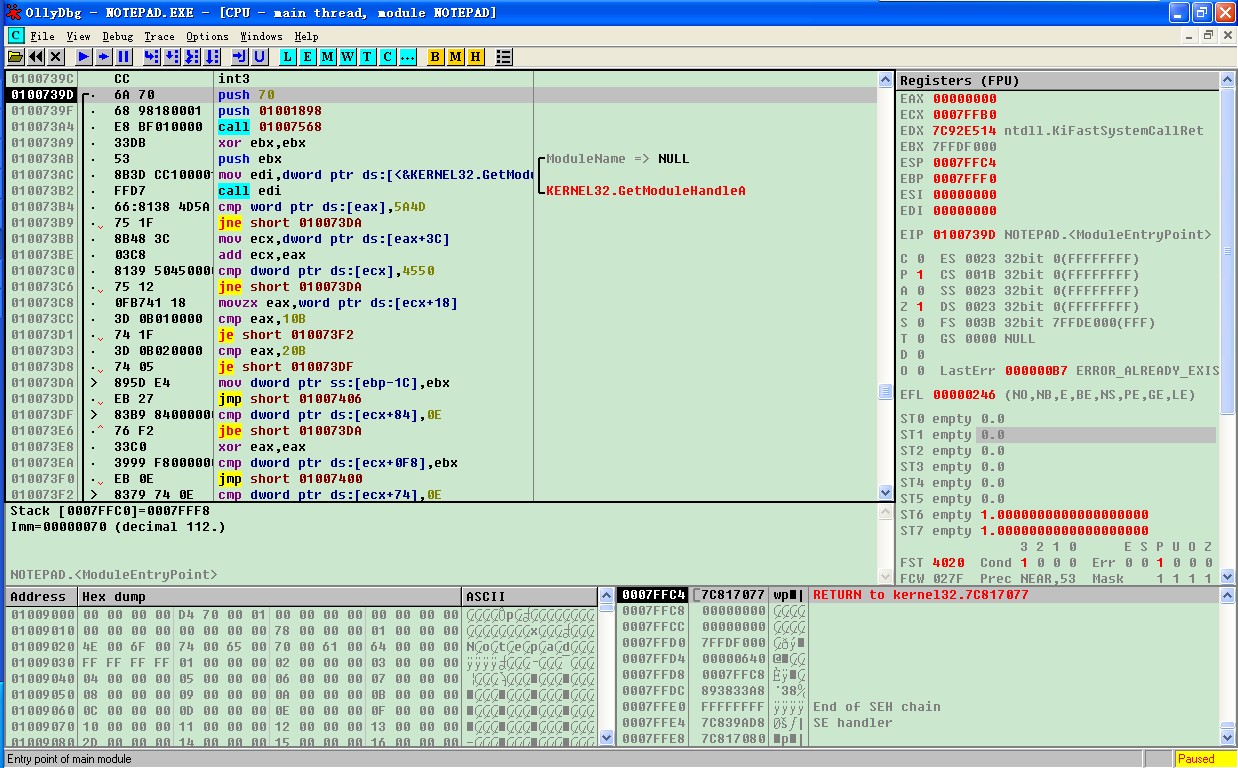 OllyDbg - NOTEPAD.EXE - [CPU - main thread, module NOTEPAD]
C File View Debug Trace Options Windows Help
L E M W T C ... B M H
0100739C CC int3
0100739D 6A 70 push 70
0100739F 68 98180001 push 01001898
010073A4 E8 BF010000 call 01007568
010073A9 33DB xor ebx,ebx
010073AB 53 push ebx ModuleName => NULL
010073AC 8B3D CC10000 mov edi,dword ptr ds:[<&KERNEL32.GetModu
010073B2 FFD7 call edi KERNEL32.GetModuleHandleA
010073B4 66:8138 4D5A cmp word ptr ds:[eax],5A4D
010073B9 75 1F jne short 010073DA
010073BB 8B48 3C mov ecx,dword ptr ds:[eax+3C]
010073BE 03C8 add ecx,eax
010073C0 8139 50450000 cmp dword ptr ds:[ecx],4550
010073C6 75 12 jne short 010073DA
010073C8 0FB741 18 movzx eax,word ptr ds:[ecx+18]
010073CC 3D 0B010000 cmp eax,10B
010073D1 74 1F je short 010073F2
010073D3 3D 0B020000 cmp eax,20B
010073D8 74 05 je short 010073DF
010073DA > 895D E4 mov dword ptr ss:[ebp-1C],ebx
010073DD EB 27 jmp short 01007406
010073DF > 83B9 84000000 cmp dword ptr ds:[ecx+84],0E
010073E6 76 F2 jbe short 010073DA
010073E8 33C0 xor eax,eax
010073EA 3999 F8000000 cmp dword ptr ds:[ecx+0F8],ebx
010073F0 EB 0E jmp short 01007400
010073F2 > 8379 74 0E cmp dword ptr ds:[ecx+74],0E
Stack [0007FFC0]=0007FFF8
Imm=00000070 (decimal 112.)
NOTEPAD.<ModuleEntryPoint>
Registers (FPU)
EAX 00000000
ECX 0007FFB0
EDX 7C92E514 ntdll.KiFastSystemCallRet
EBX 7FFDF000
ESP 0007FFC4
EBP 0007FFF0
ESI 00000000
EDI 00000000
EIP 0100739D NOTEPAD.<ModuleEntryPoint>
C 0 ES 0023 32bit 0(FFFFFFFF)
P 1 CS 001B 32bit 0(FFFFFFFF)
A 0 SS 0023 32bit 0(FFFFFFFF)
Z 1 DS 0023 32bit 0(FFFFFFFF)
S 0 FS 003B 32bit 7FFDE000(FFF)
T 0 GS 0000 NULL
D 0
O 0 LastErr 000000B7 ERROR_ALREADY_EXIS
EFL 00000246 (NO,NB,E,BE,NS,PE,GE,LE)
ST0 empty 0.0
ST1 empty 0.0
ST2 empty 0.0
ST3 empty 0.0
ST4 empty 0.0
ST5 empty 0.0
ST6 empty 1.0000000000000000000
ST7 empty 1.0000000000000000000
3 2 1 0 E S P U O Z
FST 4020 Cond 1 0 0 0 Err 0 0 1 0 0 0
FCW 027F Prec NEAR,53 Mask 1 1 1 1
Address Hex dump ASCII
01009000 00 00 00 00 D4 70 00 01 00 00 00 00 00 00 00 00
01009010 00 00 00 00 00 00 00 00 78 00 00 00 01 00 00 00
01009020 4E 00 6F 00 74 00 65 00 70 00 61 00 64 00 00 00
01009030 FF FF FF FF 01 00 00 00 02 00 00 00 03 00 00 00
01009040 04 00 00 00 05 00 00 00 06 00 00 00 07 00 00 00
01009050 08 00 00 00 09 00 00 00 0A 00 00 00 0B 00 00 00
01009060 0C 00 00 00 0D 00 00 00 0E 00 00 00 0F 00 00 00
01009070 10 00 00 00 11 00 00 00 12 00 00 00 13 00 00 00
01009080 2D 00 00 00 14 00 00 00 15 00 00 00 16 00 00 00
0007FFC4 7C817077 wp RETURN to kernel32.7C817077
0007FFC8 00000000
0007FFCC 00000000
0007FFD0 7FFDF000
0007FFD4 00000640
0007FFD8 0007FFC8
0007FFDC 893833A8 ¨38‰
0007FFE0 FFFFFFFF ÿÿÿÿ End of SEH chain
0007FFE4 7C839AD8 Øšƒ| SE handler
0007FFE8 7C817080
Entry point of main module
Paused